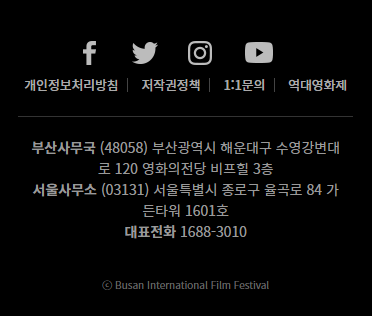 개인정보처리방침 저작권정책 1:1문의 역대영화제
부산사무국 (48058) 부산광역시 해운대구 수영강변대
로 120 영화의전당 비프힐 3층
서울사무소 (03131) 서울특별시 종로구 율곡로 84 가
든타워 1601호
대표전화 1688-3010
ⓒ Busan International Film Festival